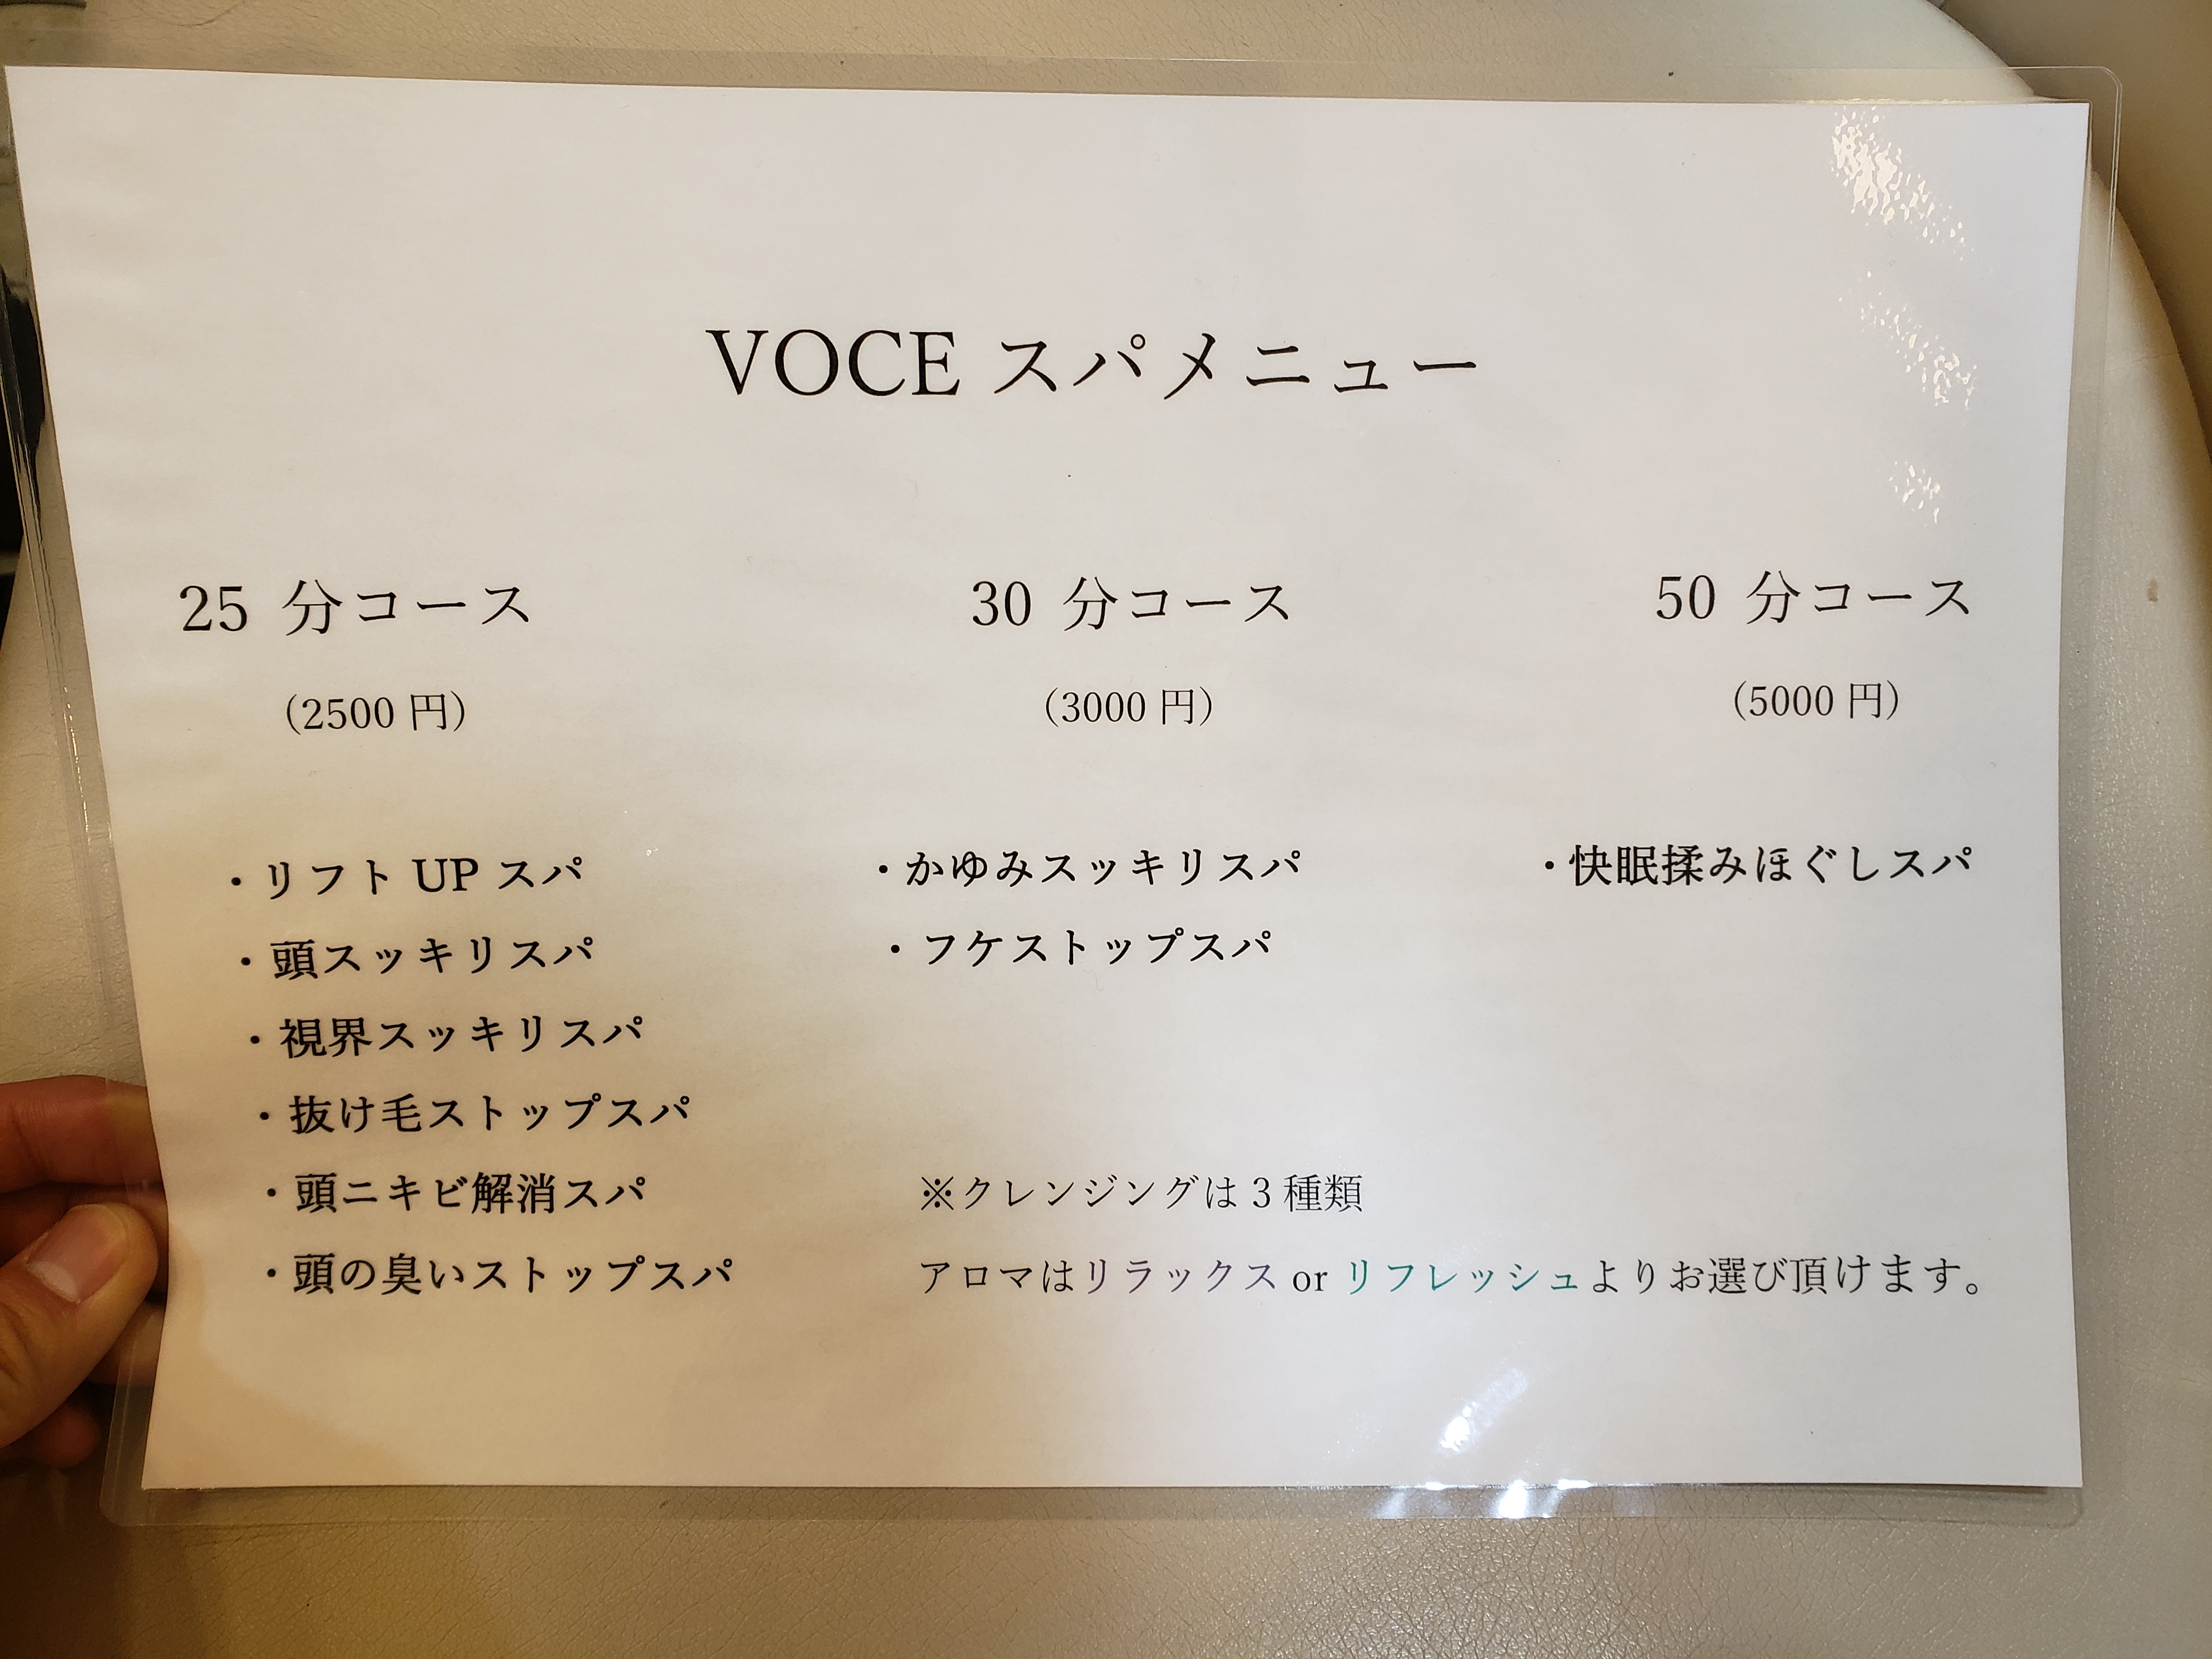 VOCE スパメニュー
25 分コース
(2500 円)
・リフト UP スパ
・頭スッキリスパ
・視界スッキリスパ
・抜け毛ストップスパ
・頭ニキビ解消スパ
・頭の臭いストップスパ
30 分コース
(3000 円)
・かゆみスッキリスパ
・フケストップスパ
50 分コース
(5000 円)
・快眠揉みほぐしスパ
※クレンジングは 3 種類
アロマはリラックス or リフレッシュよりお選び頂けます。